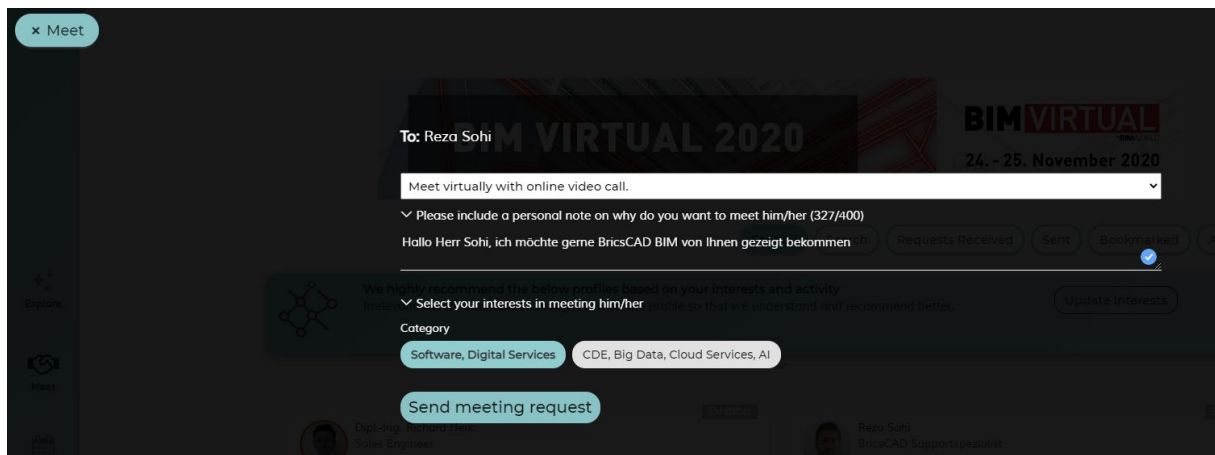 × Meet
BIM VIRTUAL 2020
BIM VIRTUAL
24. - 25. November 2020
To: Reza Sohi
Meet virtually with online video call.
Please include a personal note on why do you want to meet him/her (327/400)
Hallo Herr Sohi, ich möchte gerne BricsCAD BIM von Ihnen gezeigt bekommen
Requests Received
Sent
Bookmarked
Explore
We highly recommend the below profiles based on your interests and activity
profile so that we understand and recommend better.
Update Interests
Select your interests in meeting him/her
Category
Software, Digital Services
CDE, Big Data, Cloud Services, AI
Meet
Send meeting request
Exhibitor
Dipl.-Ing. Richard Heix
Sales Engineer
Reza Sohi
BricsCAD Supportspezialist